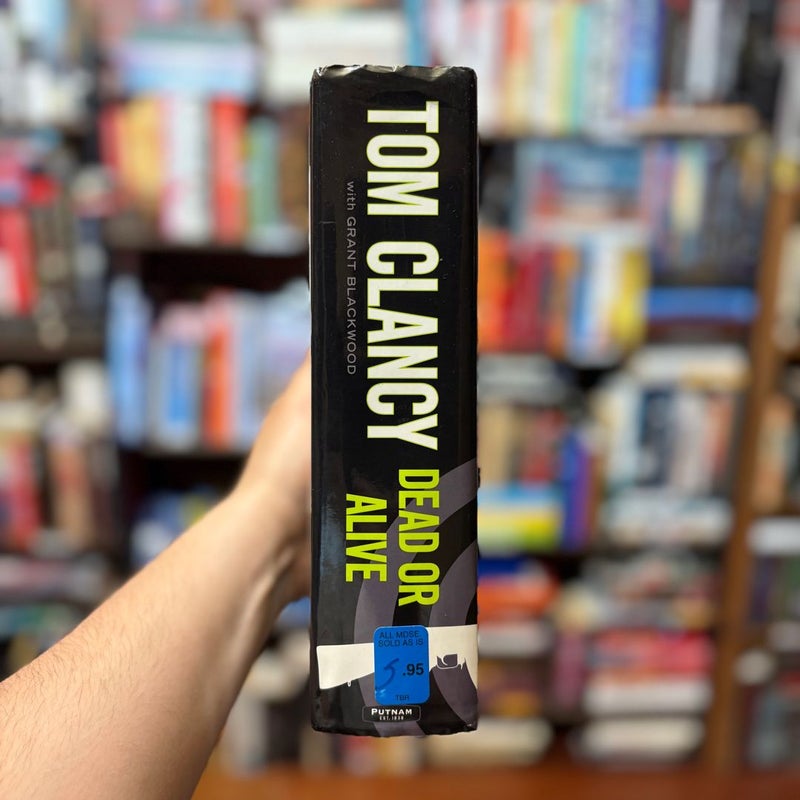 TOM CLANCY
with GRANT BLACKWOOD
DEAD OR
ALIVE
ALL MDSE.
SOLD AS IS
5.95
TBR
PUTNAM
EST. 1838